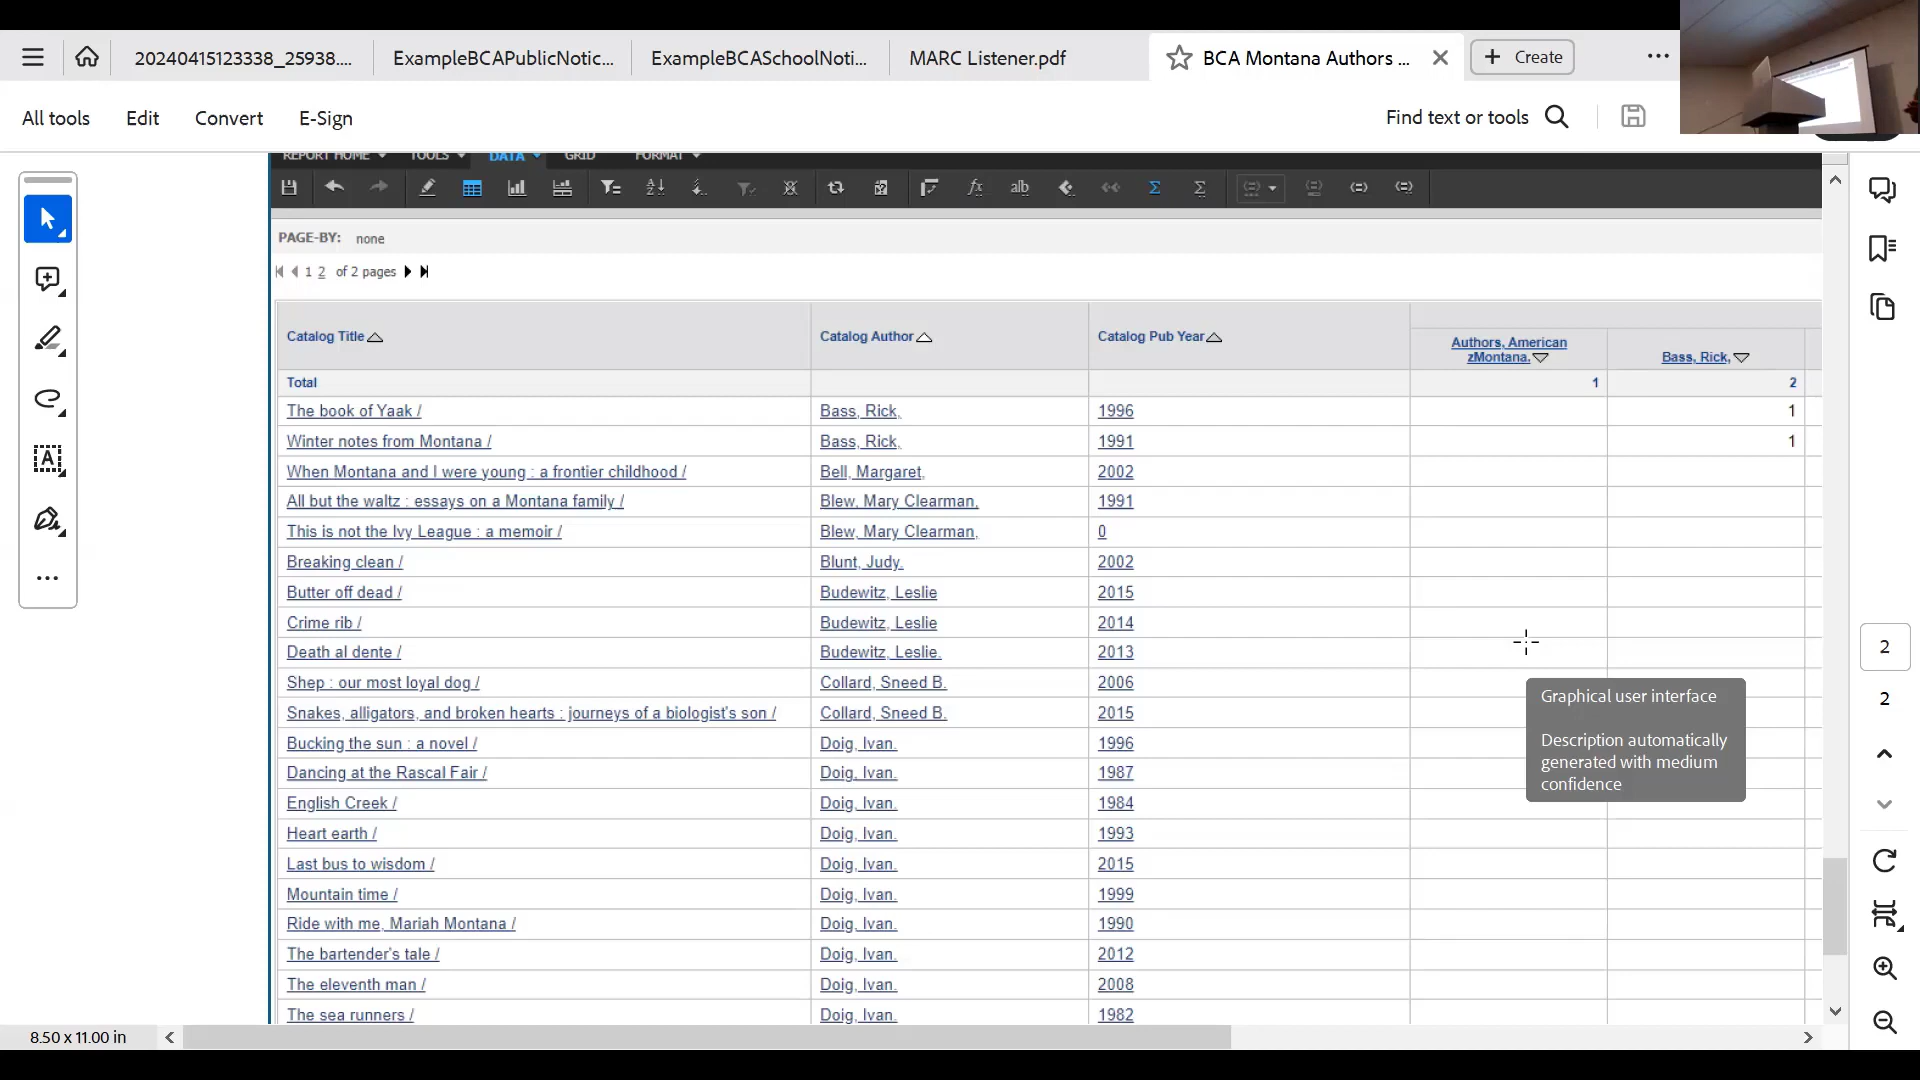 20240415123338_25938....
ExampleBCAPublicNotic...
ExampleBCASchoolNoti...
MARC Listener.pdf
BCA Montana Authors ...
Create
All tools
Edit
Convert
E-Sign
Find text or tools
REPORT HOME
TOOLS
DATA
GRID
FORMAT
PAGE-BY: none
1 2 of 2 pages
Catalog Title
Catalog Author
Catalog Pub Year
Authors, American
zMontana.
Bass, Rick,
Total 1 2
The book of Yaak / Bass, Rick, 1996 1
Winter notes from Montana / Bass, Rick, 1991 1
When Montana and I were young : a frontier childhood / Bell, Margaret, 2002
All but the waltz : essays on a Montana family / Blew, Mary Clearman, 1991
This is not the Ivy League : a memoir / Blew, Mary Clearman, 0
Breaking clean / Blunt, Judy. 2002
Butter off dead / Budewitz, Leslie 2015
Crime rib / Budewitz, Leslie 2014
Death al dente / Budewitz, Leslie. 2013
Shep : our most loyal dog / Collard, Sneed B. 2006
Snakes, alligators, and broken hearts : journeys of a biologist's son / Collard, Sneed B. 2015
Bucking the sun : a novel / Doig, Ivan. 1996
Dancing at the Rascal Fair / Doig, Ivan. 1987
English Creek / Doig, Ivan. 1984
Heart earth / Doig, Ivan. 1993
Last bus to wisdom / Doig, Ivan. 2015
Mountain time / Doig, Ivan. 1999
Ride with me, Mariah Montana / Doig, Ivan. 1990
The bartender's tale / Doig, Ivan. 2012
The eleventh man / Doig, Ivan. 2008
The sea runners / Doig, Ivan. 1982
Graphical user interface
Description automatically
generated with medium
confidence
2
2
8.50 x 11.00 in